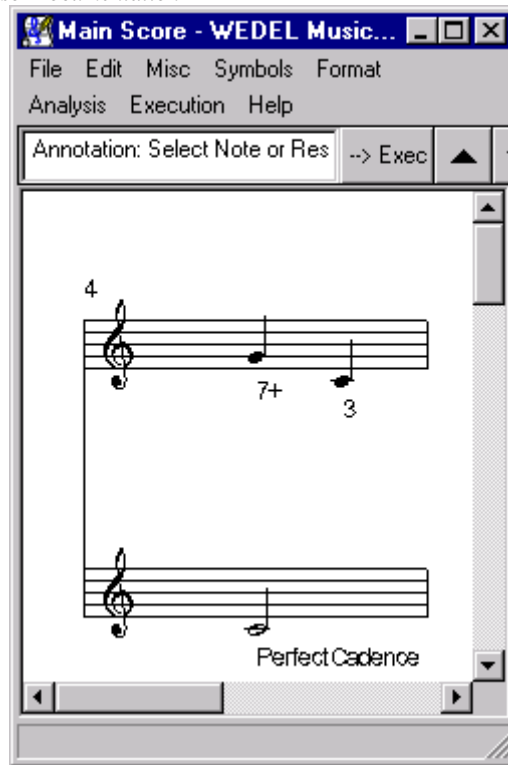 Main Score - WEDEL Music...
File Edit Misc Symbols Format
Analysis Execution Help
Annotation: Select Note or Res --> Exec
4
7+
3
Perfect Cadence